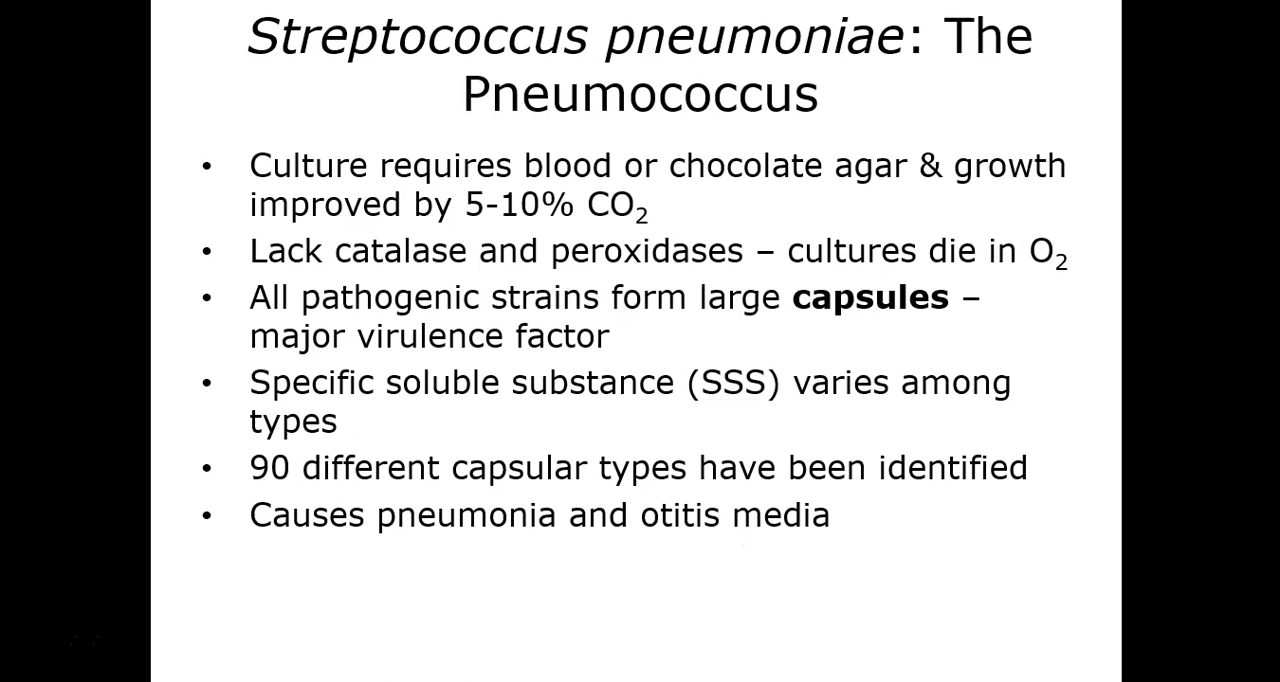 Streptococcus pneumoniae: The
Pneumococcus
• Culture requires blood or chocolate agar & growth
improved by 5-10% CO₂
• Lack catalase and peroxidases – cultures die in O₂
• All pathogenic strains form large capsules –
major virulence factor
• Specific soluble substance (SSS) varies among
types
• 90 different capsular types have been identified
• Causes pneumonia and otitis media